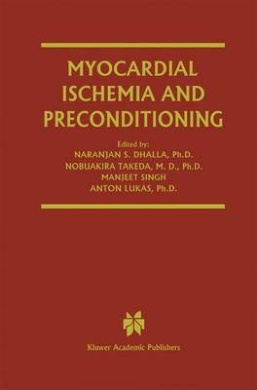 MYOCARDIAL
ISCHEMIA AND
PRECONDITIONING
Edited by:
NARANJAN S. DHALLA, Ph.D.
NOBUAKIRA TAKEDA, M. D., Ph.D.
MANJEET SINGH
ANTON LUKAS, Ph.D.
Kluwer Academic Publishers